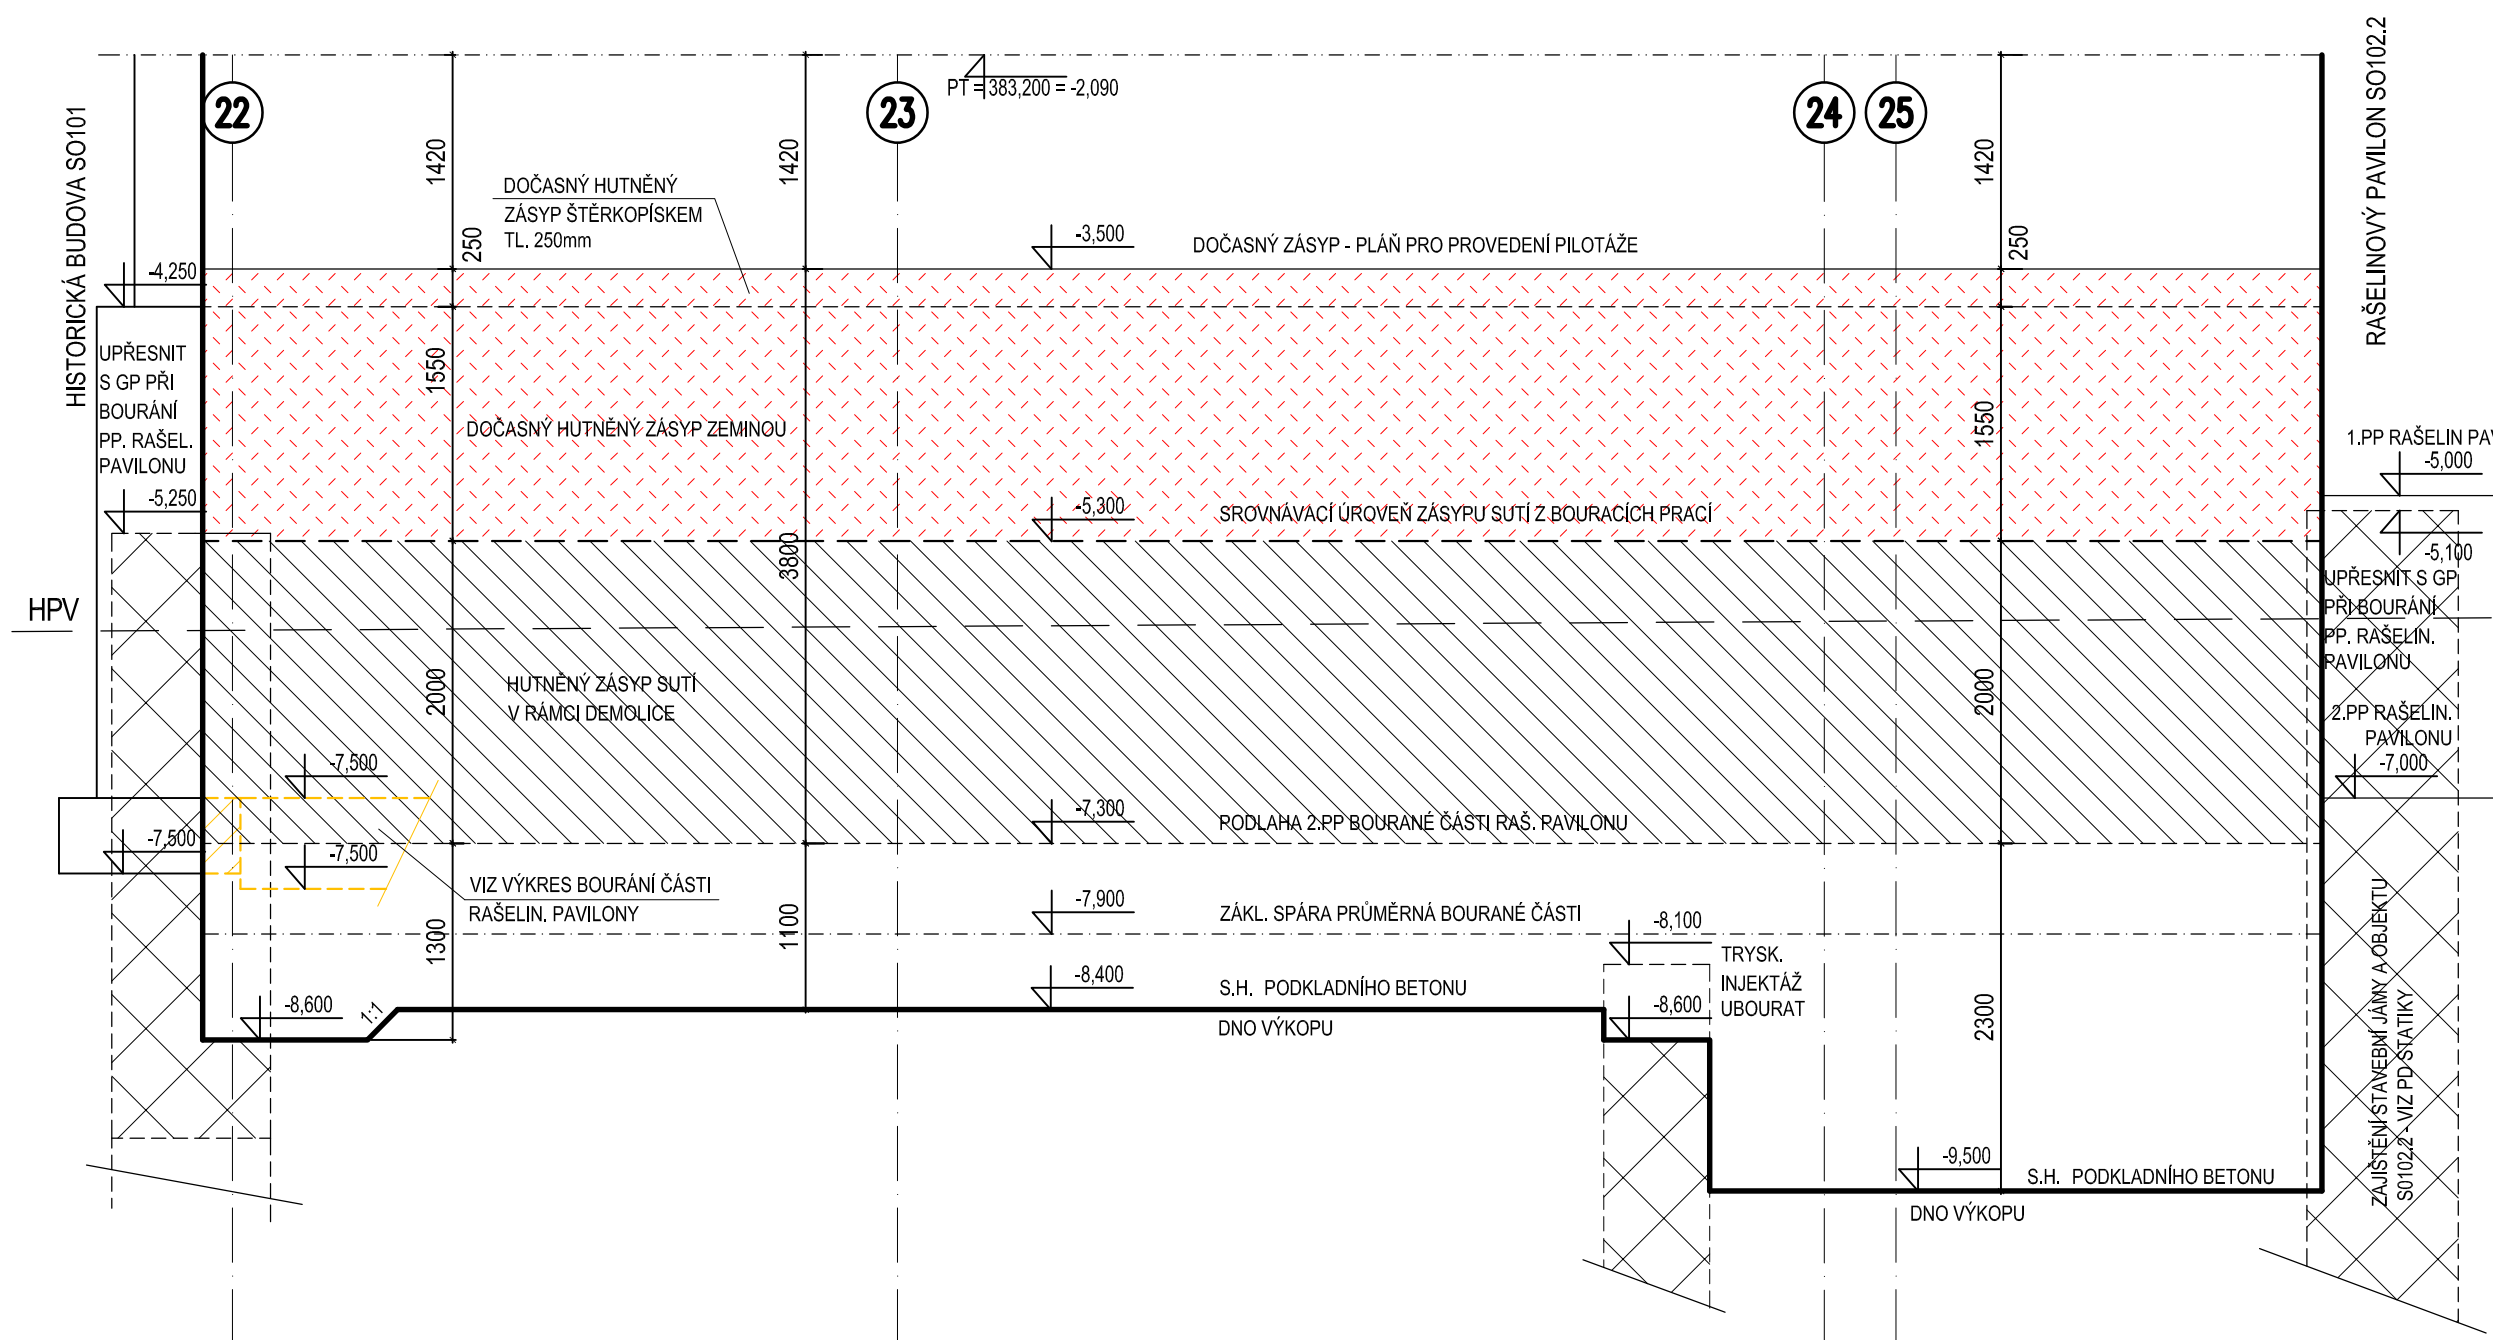 HISTORICKÁ BUDOVA SO101
22
23
24
25
PT = 383,200 = -2,090
RAŠELINOVÝ PAVILON SO102.2
1420
1420
1420
DOČASNÝ HUTNĚNÝ
ZÁSYP ŠTĚRKOPÍSKEM
TL. 250mm
250
-3,500
DOČASNÝ ZÁSYP - PLÁŇ PRO PROVEDENÍ PILOTÁŽE
250
-4,250
UPŘESNIT
S GP PŘI
BOURÁNÍ
PP. RAŠEL.
PAVILONU
-5,250
1550
1550
DOČASNÝ HUTNĚNÝ ZÁSYP ZEMINOU
1.PP RAŠELIN PAV
-5,000
-5,300
SROVNÁVACÍ ÚROVEŇ ZÁSYPU SUTÍ Z BOURACÍCH PRACÍ
-5,100
3800
UPŘESNIT S GP
PŘI BOURÁNÍ
PP. RAŠELIN.
PAVILONU
HPV
2000
HUTNĚNÝ ZÁSYP SUTÍ
V RÁMCI DEMOLICE
2000
2.PP RAŠELIN.
PAVILONU
-7,000
-7,500
-7,300
PODLAHA 2.PP BOURANÉ ČÁSTI RAŠ. PAVILONU
-7,500
-7,500
VIZ VÝKRES BOURÁNÍ ČÁSTI
RAŠELIN. PAVILONY
-7,900
ZÁKL. SPÁRA PRŮMĚRNÁ BOURANÉ ČÁSTI
1300
1100
-8,100
TRYSK.
INJEKTÁŽ
UBOURAT
-8,400
S.H. PODKLADNÍHO BETONU
DNO VÝKOPU
-8,600
1:1
-8,600
2300
ZAJIŠTĚNÍ STAVEBNÍ JÁMY A OBJEKTU
S0102.2 - VIZ PD STATIKY
-9,500
S.H. PODKLADNÍHO BETONU
DNO VÝKOPU